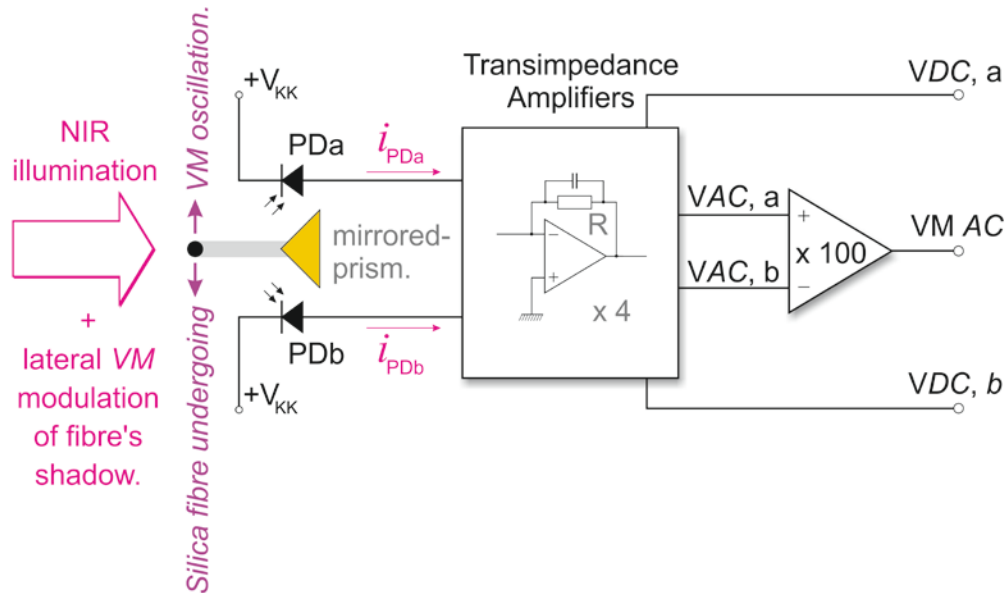 NIR
illumination
+
lateral VM
modulation
of fibre's
shadow.
Silica fibre undergoing VM oscillation.
+VKK
PDa
iPDa
mirrored-
prism.
PDb
iPDb
+VKK
Transimpedance
Amplifiers
R
−
+
x 4
VDC, a
VAC, a
VAC, b
+
x 100
−
VM AC
VDC, b